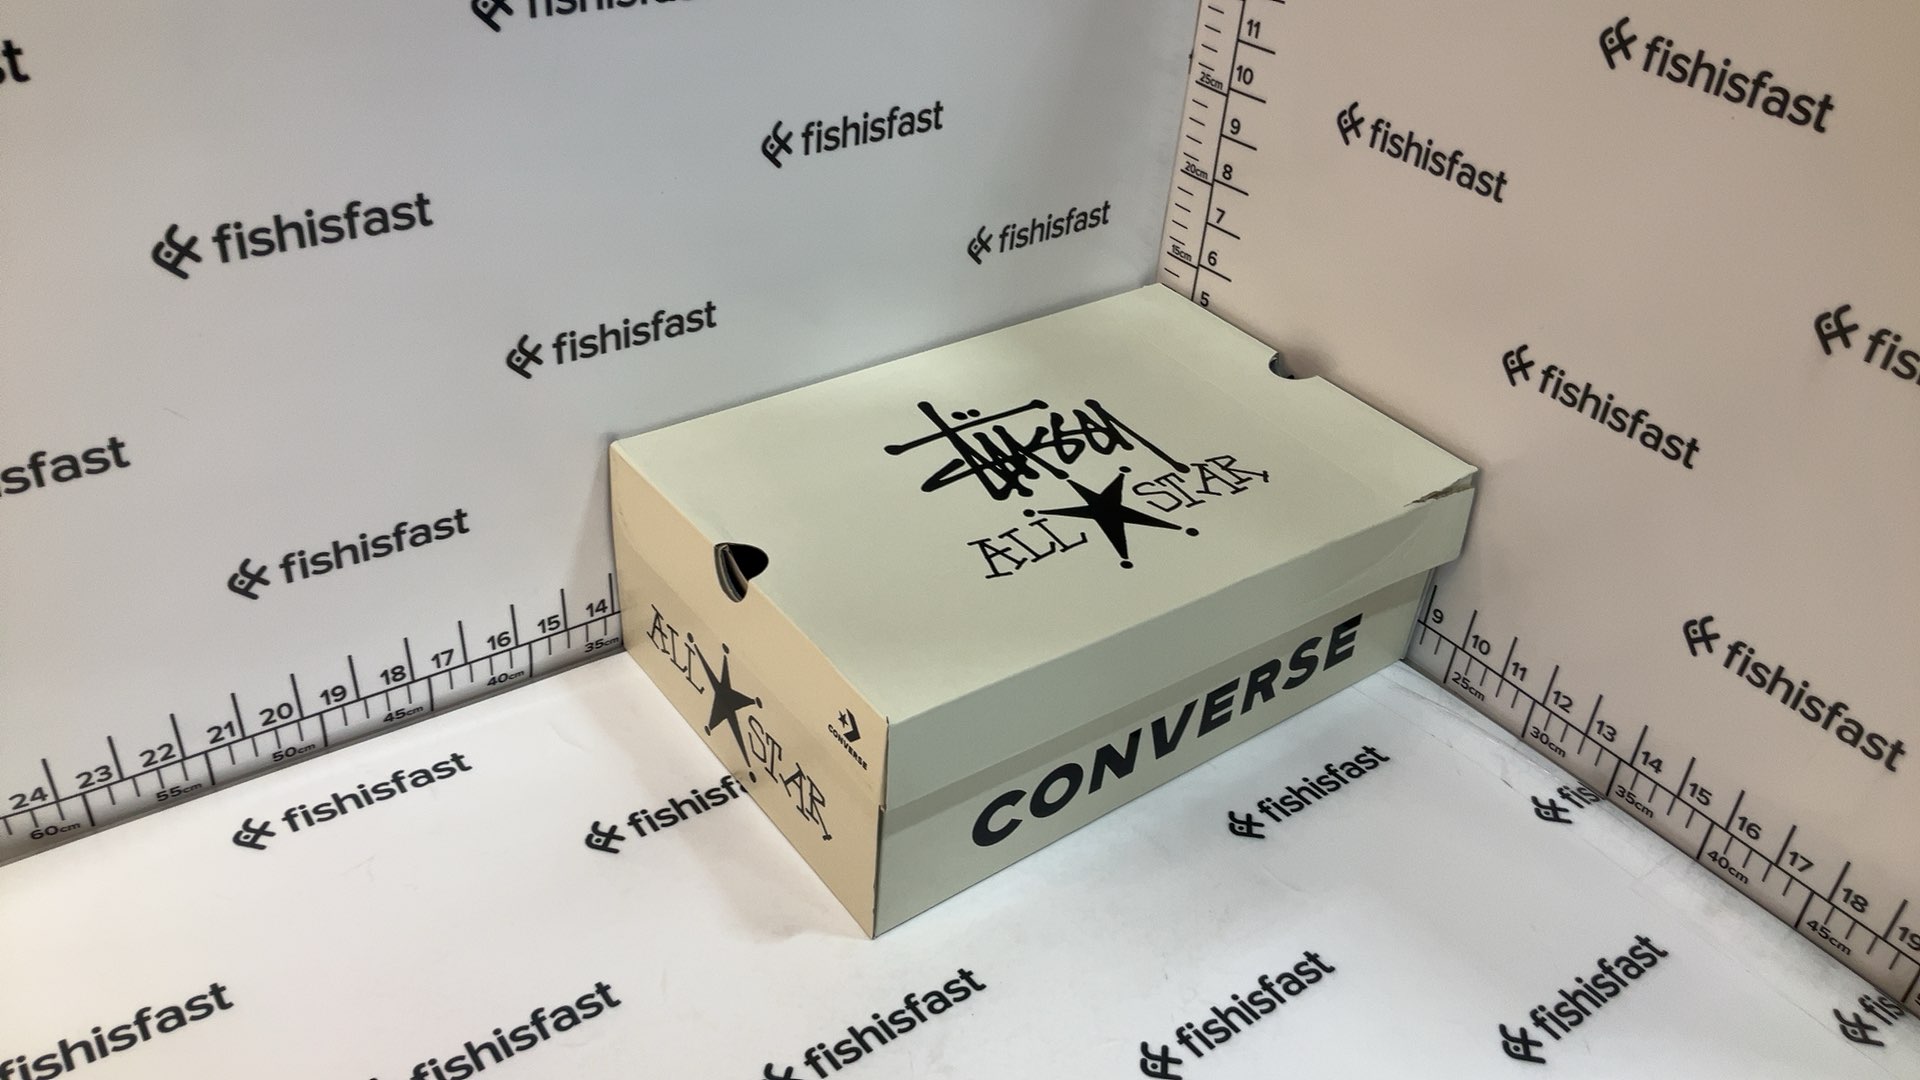 fishisfast
fishisfast
fishisfast
fishisfast
fishisfast
fishisfast
fishisfast
fishisfast
fishisfast
fishisfast
11
10
25cm
9
8
20cm
7
6
15cm
5
ALL STAR
ALL STAR
CONVERSE
CONVERSE
24 23 22 21 20 19 18 17 16 15 14
60cm 55cm 50cm 45cm 40cm 35cm
9 10 11 12 13 14 15 16 17 18 19
25cm 30cm 35cm 40cm 45cm
fishisfast
fishisfa
fishisfast
fis
fishisfast
fishisfast
fishisfast
fishisfast
fishisfast
fis